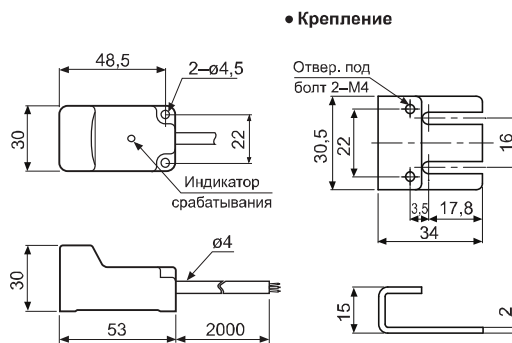 • Крепление
48,5
2–ø4,5
30
22
Индикатор
срабатывания
Отвер. под
болт 2–М4
30,5
22
16
3,5
17,8
34
ø4
30
53
2000
15
2